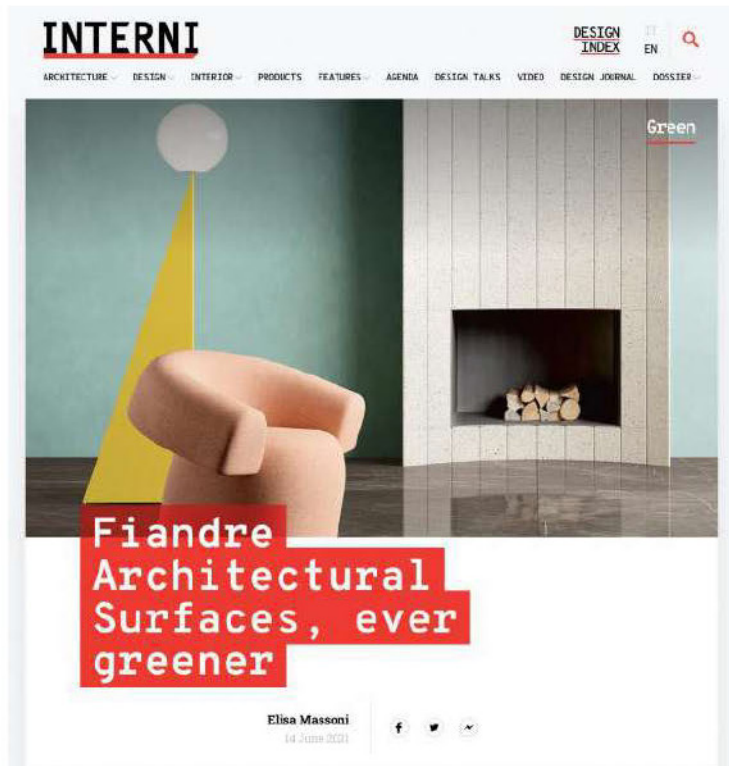 INTERNI
DESIGN
INDEX
IT
EN
ARCHITECTURE DESIGN INTERIOR PRODUCTS FEATURES AGENDA DESIGN TALKS VIDEO DESIGN JOURNAL DOSSIER
Green
Fiandre
Architectural
Surfaces, ever
greener
Elisa Massoni
14 June 2021